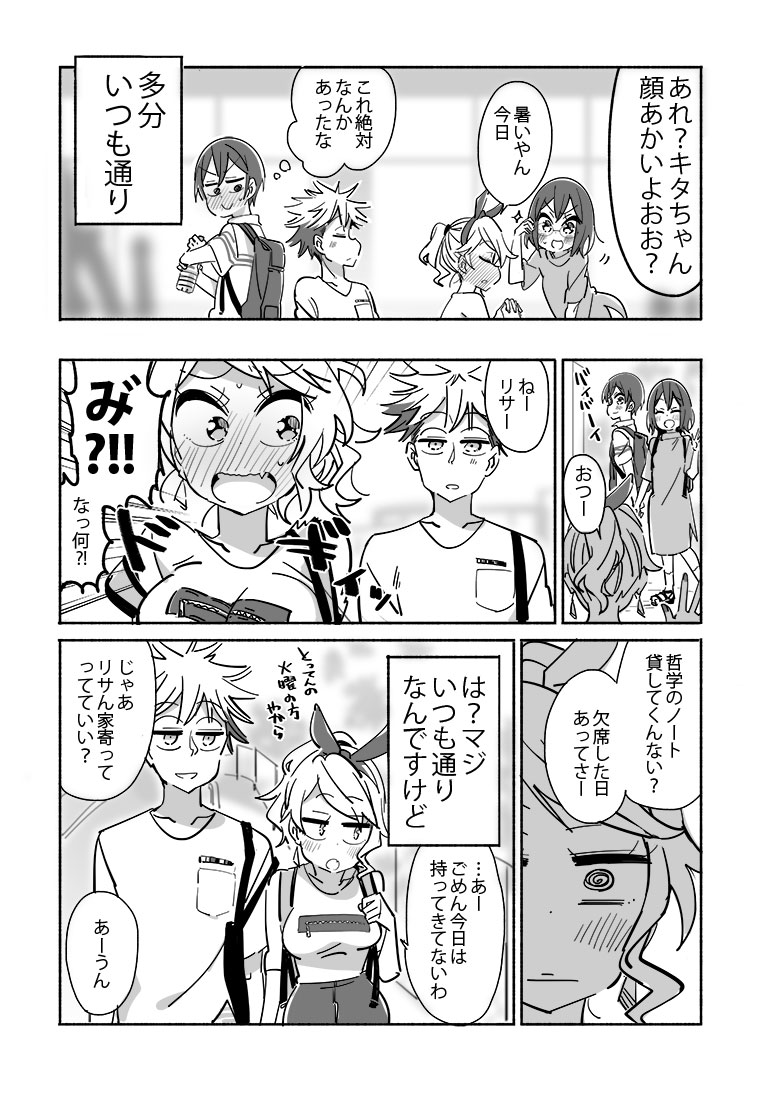 あれ？キタちゃん
顔あかいよおお？
暑いやん
今日
これ絶対
なんか
あったな
多分
いつも通り
バイバーイ
おつー
ねー
リサー
み゛?!!
なっ何?!
ドギィッ
哲学のノート
貸してくんない？
欠席した日
あってさー
は？マジ
いつも通り
なんですけど
…あー
ごめん今日は
持ってきてないわ
とってんの
火曜の方
やから
じゃあ
リサん家寄って
ってていい？
あーうん